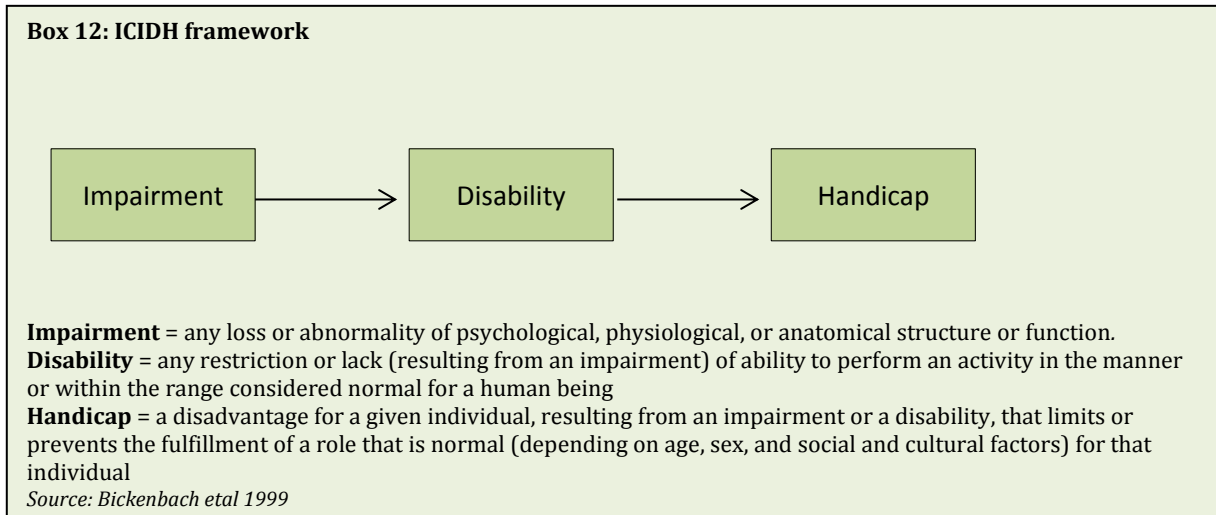 Box 12: ICIDH framework
Impairment
Disability
Handicap
Impairment = any loss or abnormality of psychological, physiological, or anatomical structure or function.
Disability = any restriction or lack (resulting from an impairment) of ability to perform an activity in the manner
or within the range considered normal for a human being
Handicap = a disadvantage for a given individual, resulting from an impairment or a disability, that limits or
prevents the fulfillment of a role that is normal (depending on age, sex, and social and cultural factors) for that
individual
Source: Bickenbach etal 1999